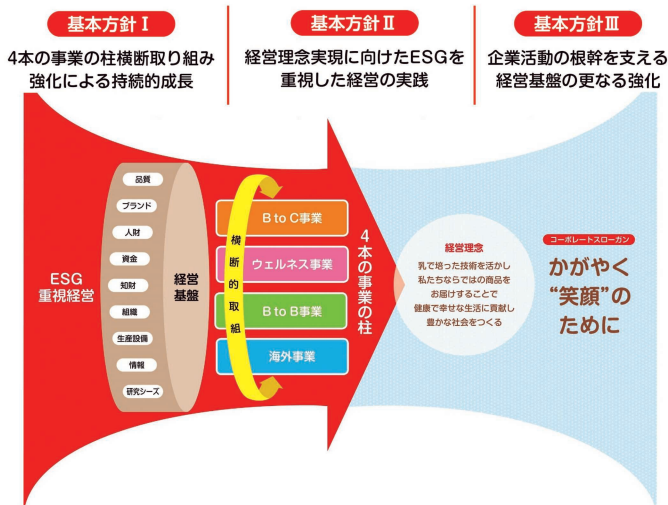 基本方針Ⅰ
4本の事業の柱横断取り組み
強化による持続的成長
基本方針Ⅱ
経営理念実現に向けたESGを
重視した経営の実践
基本方針Ⅲ
企業活動の根幹を支える
経営基盤の更なる強化
ESG
重視経営
品質
ブランド
人財
資金
知財
組織
生産設備
情報
研究シーズ
経営
基盤
横断的取組
B to C事業
ウェルネス事業
B to B事業
海外事業
4本の事業の柱
経営理念
乳で培った技術を活かし
私たちならではの商品を
お届けすることで
健康で幸せな生活に貢献し
豊かな社会をつくる
コーポレートスローガン
かがやく
“笑顔”の
ために